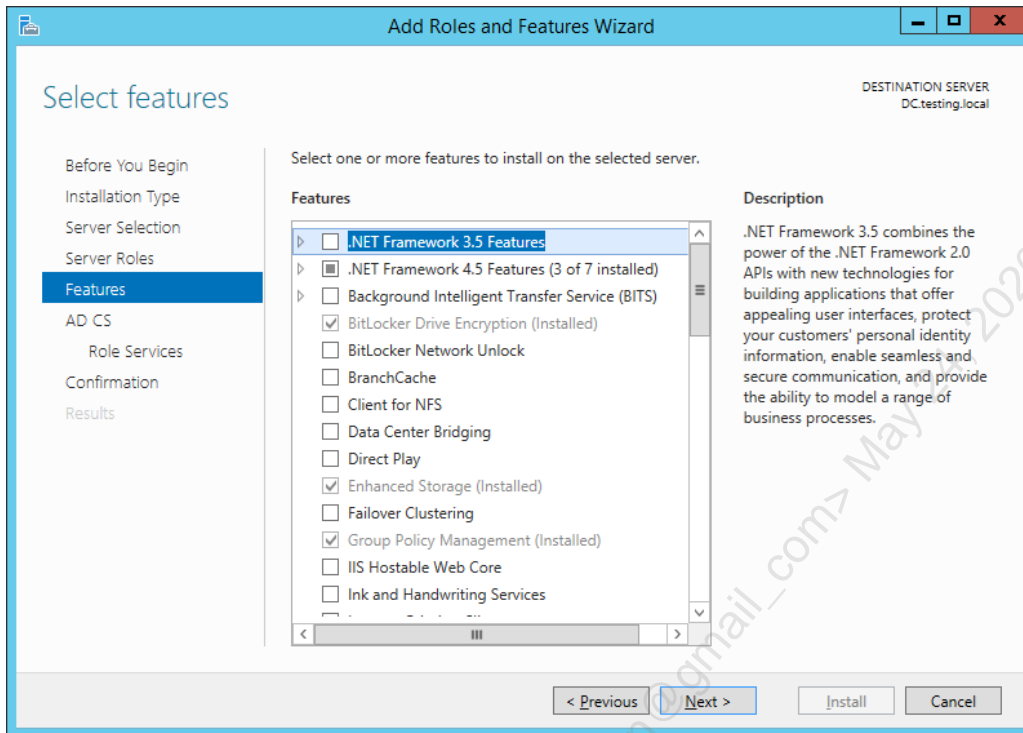 Add Roles and Features Wizard
Select features
DESTINATION SERVER
DC.testing.local
Before You Begin
Installation Type
Server Selection
Server Roles
Features
AD CS
Role Services
Confirmation
Results
Select one or more features to install on the selected server.
Features
.NET Framework 3.5 Features
.NET Framework 4.5 Features (3 of 7 installed)
Background Intelligent Transfer Service (BITS)
BitLocker Drive Encryption (Installed)
BitLocker Network Unlock
BranchCache
Client for NFS
Data Center Bridging
Direct Play
Enhanced Storage (Installed)
Failover Clustering
Group Policy Management (Installed)
IIS Hostable Web Core
Ink and Handwriting Services
Description
.NET Framework 3.5 combines the
power of the .NET Framework 2.0
APIs with new technologies for
building applications that offer
appealing user interfaces, protect
your customers' personal identity
information, enable seamless and
secure communication, and provide
the ability to model a range of
business processes.
< Previous
Next >
Install
Cancel
@gmail_com> May 24,